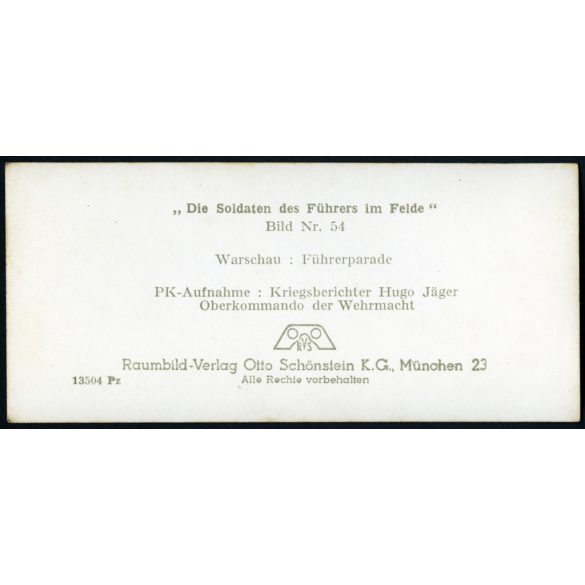 „Die Soldaten des Führers im Felde“
Bild Nr. 54
Warschau : Führerparade
PK-Aufnahme : Kriegsberichter Hugo Jäger
Oberkommando der Wehrmacht
RVS
Raumbild-Verlag Otto Schönstein K.G., München 23
13504 Pz
Alle Rechte vorbehalten